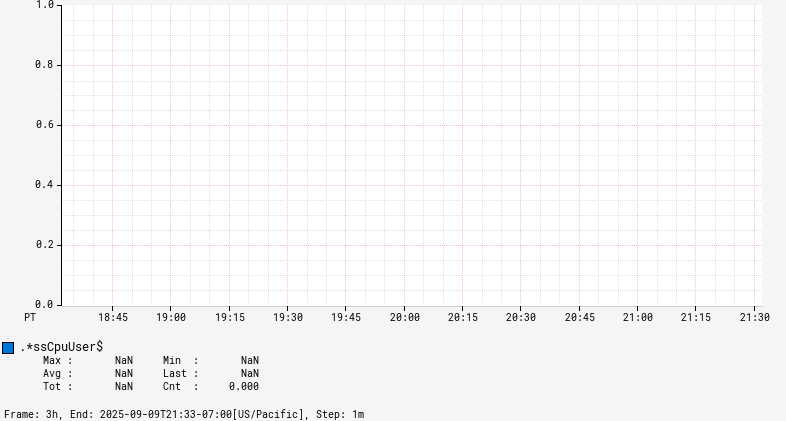 1.0
0.8
0.6
0.4
0.2
0.0
PT 18:45 19:00 19:15 19:30 19:45 20:00 20:15 20:30 20:45 21:00 21:15 21:30
.*ssCpuUser$
Max : NaN Min : NaN
Avg : NaN Last : NaN
Tot : NaN Cnt : 0.000
Frame: 3h, End: 2025-09-09T21:33-07:00[US/Pacific], Step: 1m